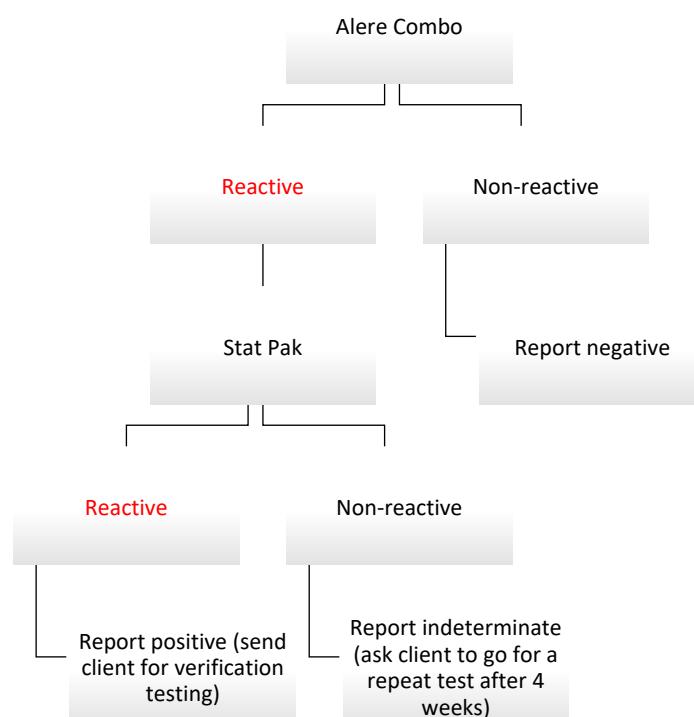 Alere Combo
Reactive
Non-reactive
Stat Pak
Report negative
Reactive
Non-reactive
Report positive (send
client for verification
testing)
Report indeterminate
(ask client to go for a
repeat test after 4
weeks)